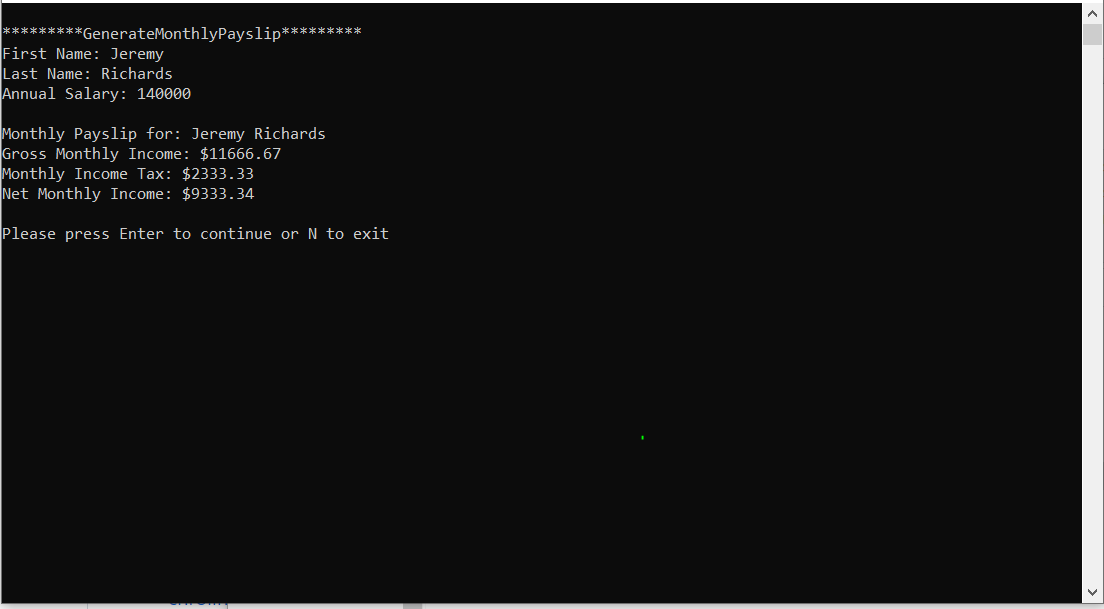 *********GenerateMonthlyPayslip*********
First Name: Jeremy
Last Name: Richards
Annual Salary: 140000
Monthly Payslip for: Jeremy Richards
Gross Monthly Income: $11666.67
Monthly Income Tax: $2333.33
Net Monthly Income: $9333.34
Please press Enter to continue or N to exit